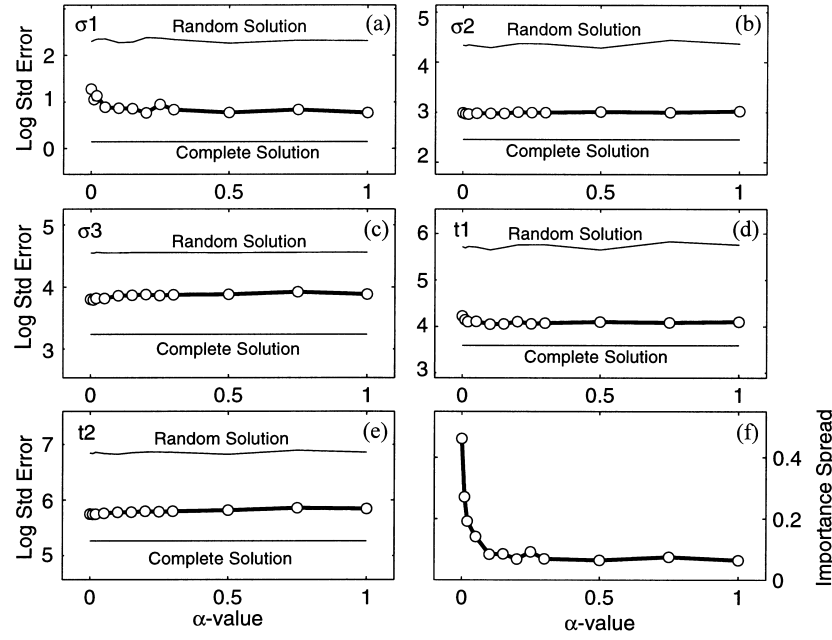 σ1
Random Solution
(a)
Complete Solution
Log Std Error
2
1
0
0
0.5
1
σ2
Random Solution
(b)
Complete Solution
5
4
3
2
0
0.5
1
σ3
Random Solution
(c)
Complete Solution
Log Std Error
5
4
3
0
0.5
1
t1
Random Solution
(d)
Complete Solution
6
5
4
3
0
0.5
1
t2
Random Solution
(e)
Complete Solution
Log Std Error
7
6
5
0
0.5
1
α-value
(f)
0.4
0.2
0
Importance Spread
0
0.5
1
α-value